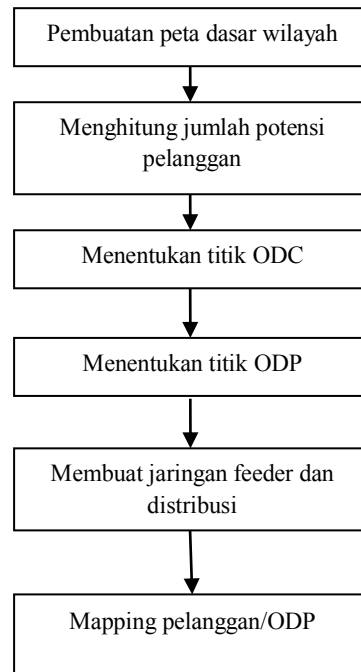 Pembuatan peta dasar wilayah
Menghitung jumlah potensi
pelanggan
Menentukan titik ODC
Menentukan titik ODP
Membuat jaringan feeder dan
distribusi
Mapping pelanggan/ODP